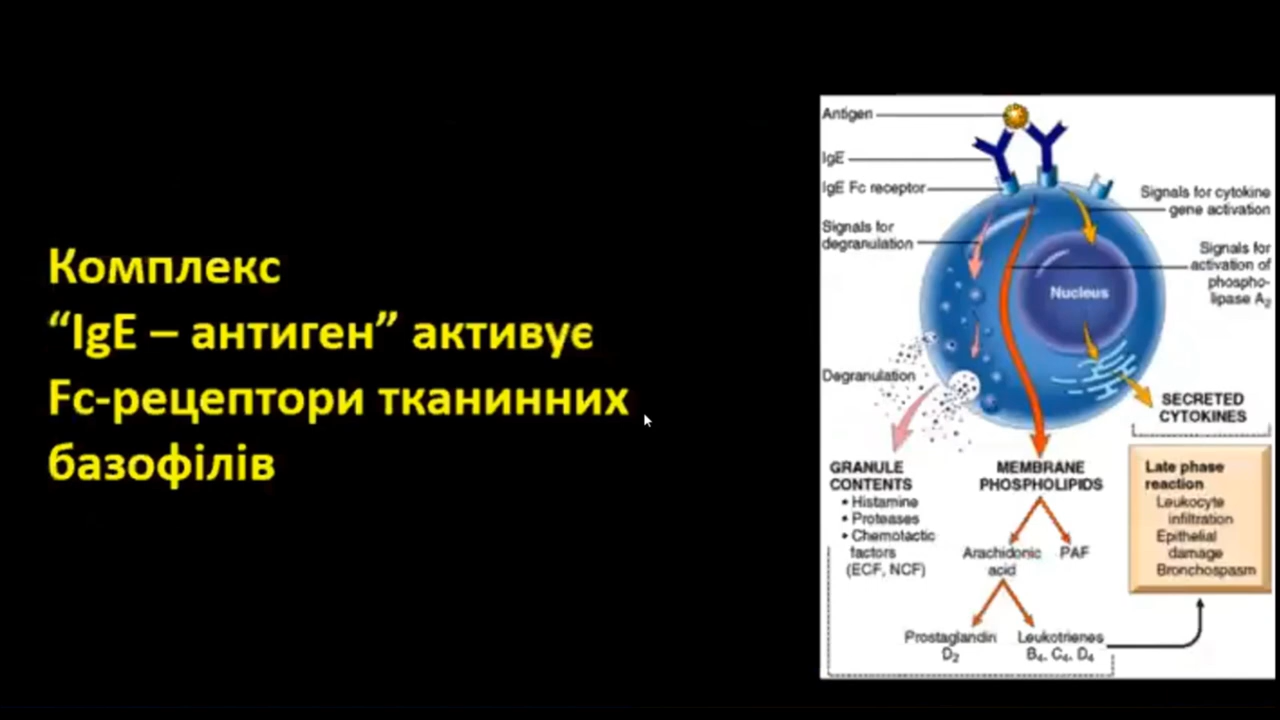 Комплекс
“IgE – антиген” активує
Fc-рецептори тканинних
базофілів
Antigen
IgE
IgE Fc receptor
Signals for
degranulation
Signals for cytokine
gene activation
Signals for
activation of
phospho-
lipase A₂
Nucleus
Degranulation
SECRETED
CYTOKINES
GRANULE
CONTENTS
• Histamine
• Proteases
• Chemotactic
factors
(ECF, NCF)
MEMBRANE
PHOSPHOLIPIDS
Arachidonic
acid
PAF
Prostaglandin
D₂
Leukotrienes
B₄, C₄, D₄
Late phase
reaction
Leukocyte
infiltration
Epithelial
damage
Bronchospasm